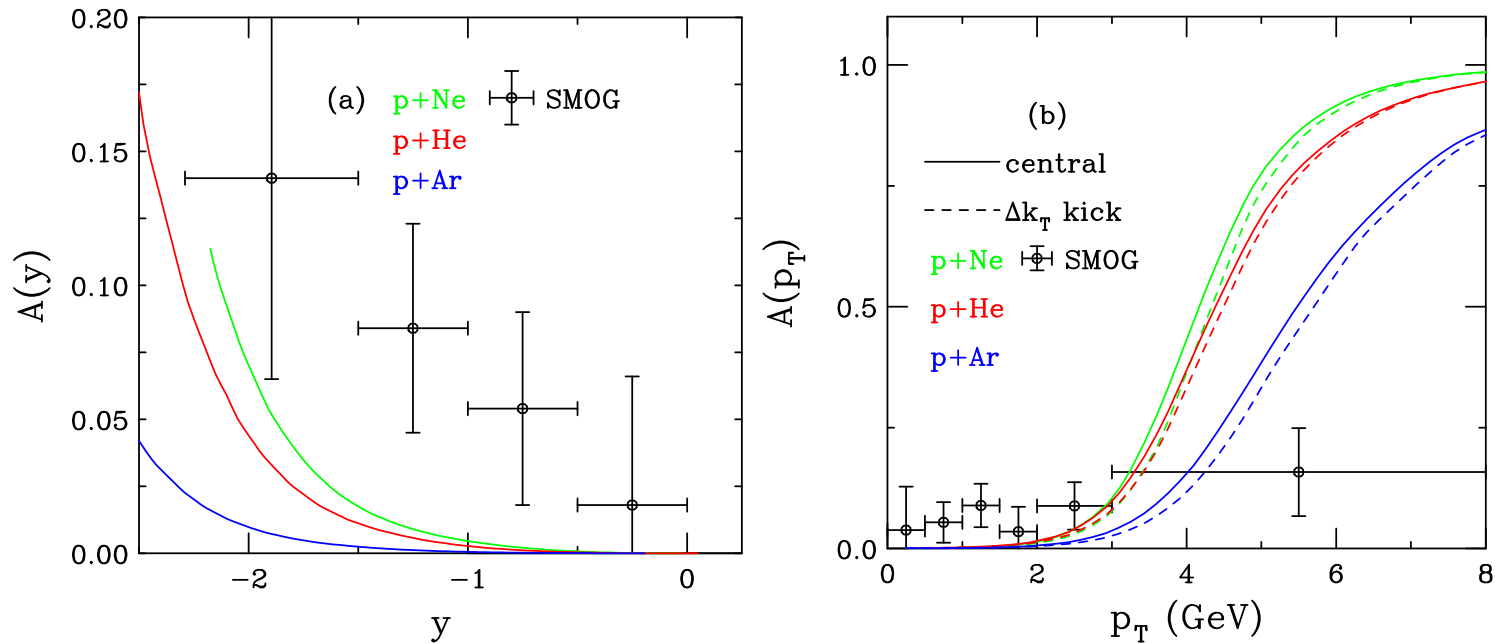 0.20
0.15
0.10
0.05
0.00
A(y)
(a)
p+Ne
SMOG
p+He
p+Ar
−2
−1
0
y
1.0
0.5
0.0
A(p_T)
(b)
central
Δk_T kick
p+Ne
SMOG
p+He
p+Ar
0
2
4
6
8
p_T (GeV)